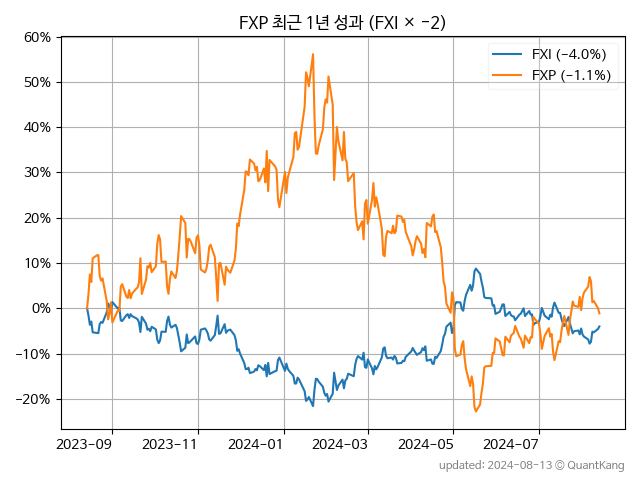 FXP 최근 1년 성과 (FXI × −2)
FXI (−4.0%)
FXP (−1.1%)
60%
50%
40%
30%
20%
10%
0%
−10%
−20%
2023-09 2023-11 2024-01 2024-03 2024-05 2024-07
updated: 2024-08-13 © QuantKang